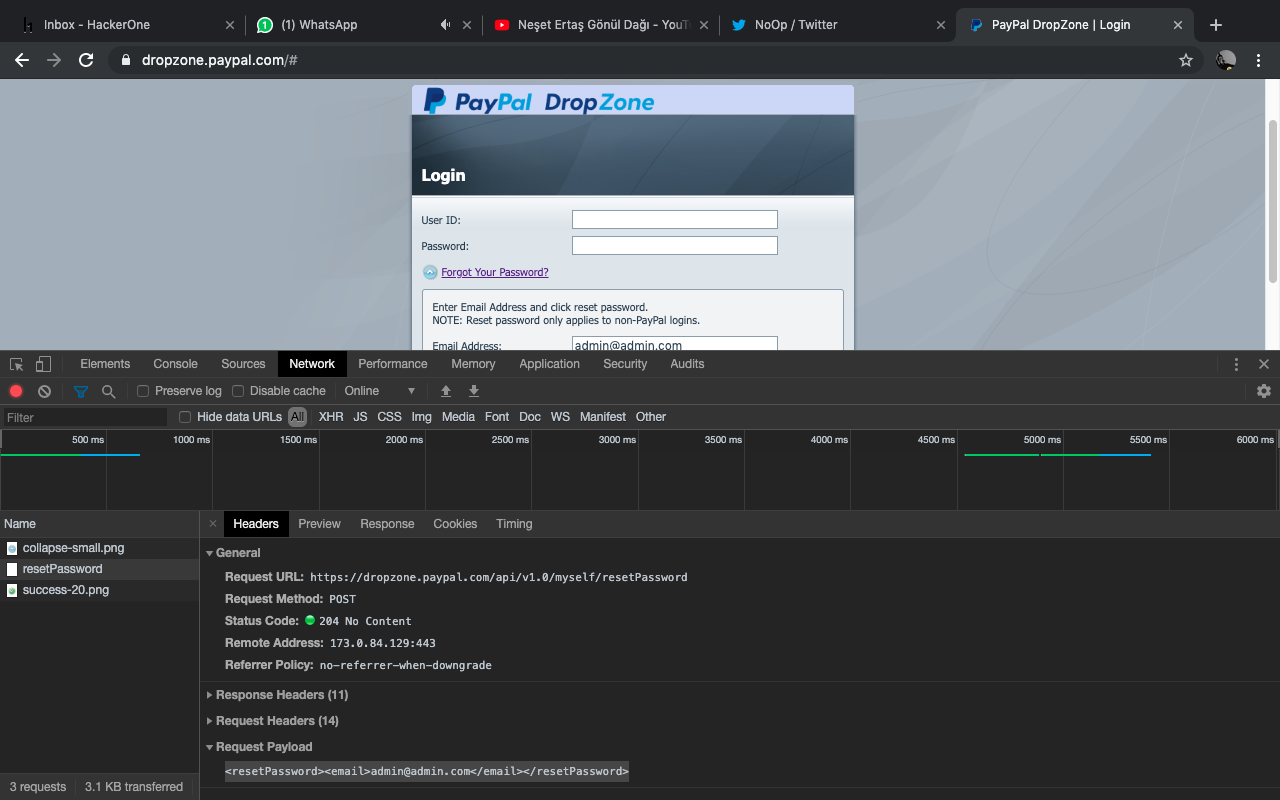 Inbox - HackerOne
(1) WhatsApp
Neşet Ertaş Gönül Dağı - YouT
NoOp / Twitter
PayPal DropZone | Login
dropzone.paypal.com/#
PayPal DropZone
Login
User ID:
Password:
Forgot Your Password?
Enter Email Address and click reset password.
NOTE: Reset password only applies to non-PayPal logins.
Email Address: admin@admin.com
Elements Console Sources Network Performance Memory Application Security Audits
Preserve log Disable cache Online
Filter Hide data URLs All XHR JS CSS Img Media Font Doc WS Manifest Other
500 ms 1000 ms 1500 ms 2000 ms 2500 ms 3000 ms 3500 ms 4000 ms 4500 ms 5000 ms 5500 ms 6000 ms
Name
collapse-small.png
resetPassword
success-20.png
3 requests 3.1 KB transferred
Headers Preview Response Cookies Timing
General
Request URL: https://dropzone.paypal.com/api/v1.0/myself/resetPassword
Request Method: POST
Status Code: 204 No Content
Remote Address: 173.0.84.129:443
Referrer Policy: no-referrer-when-downgrade
Response Headers (11)
Request Headers (14)
Request Payload
<resetPassword><email>admin@admin.com</email></resetPassword>